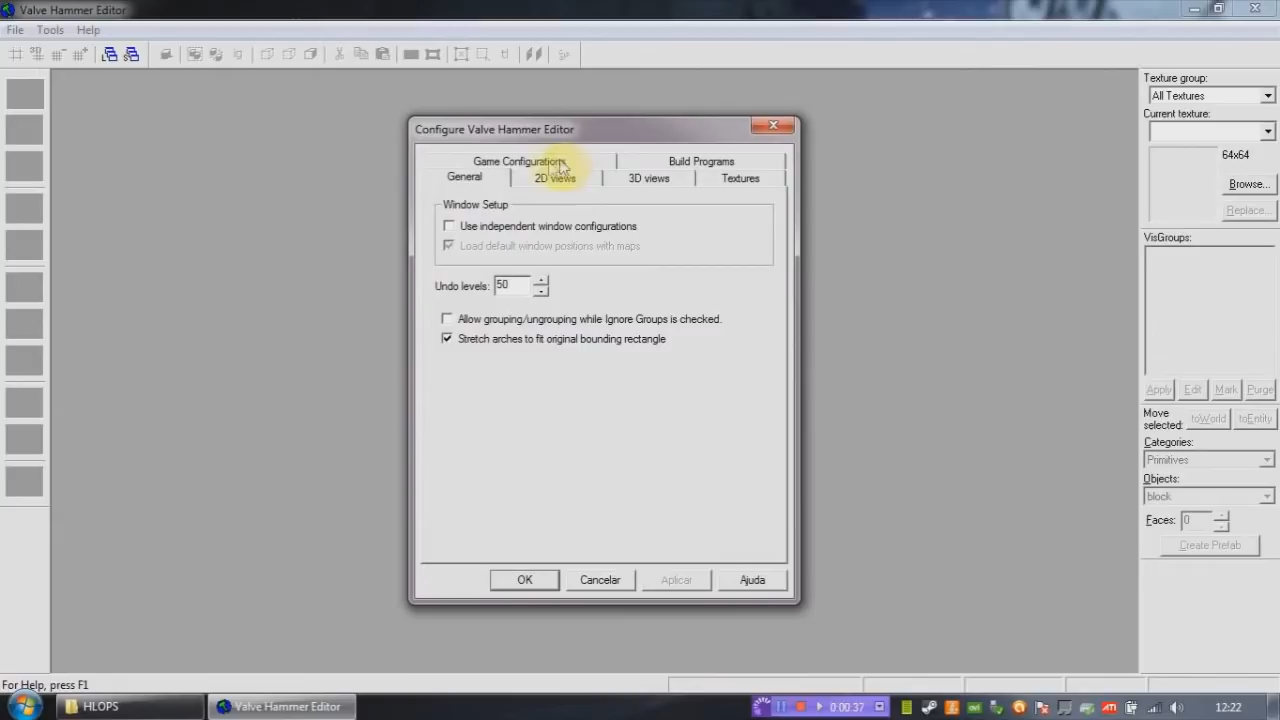 Valve Hammer Editor
File Tools Help
Configure Valve Hammer Editor
Game Configurations Build Programs
General 2D views 3D views Textures
Window Setup
Use independent window configurations
Load default window positions with maps
Undo levels: 50
Allow grouping/ungrouping while Ignore Groups is checked.
Stretch arches to fit original bounding rectangle
OK Cancelar Aplicar Ajuda
Texture group:
All Textures
Current texture:
64x64
Browse...
Replace...
VisGroups:
Apply Edit Mark Purge
Move selected: toWorld toEntity
Categories:
Primitives
Objects:
block
Faces: 0
Create Prefab
For Help, press F1
HLOPS Valve Hammer Editor 0:00:37 12:22